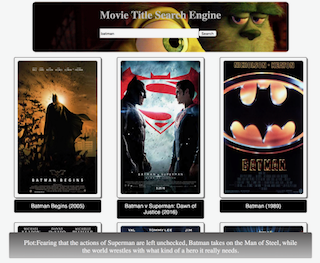 Movie Title Search Engine
batman
Search
BATMAN BEGINS
NICHOLSON KEATON
BATMAN
Batman Begins (2005)
Batman v Superman: Dawn of
Justice (2016)
Batman (1989)
Plot:Fearing that the actions of Superman are left unchecked, Batman takes on the Man of Steel, while
the world wrestles with what kind of a hero it really needs.